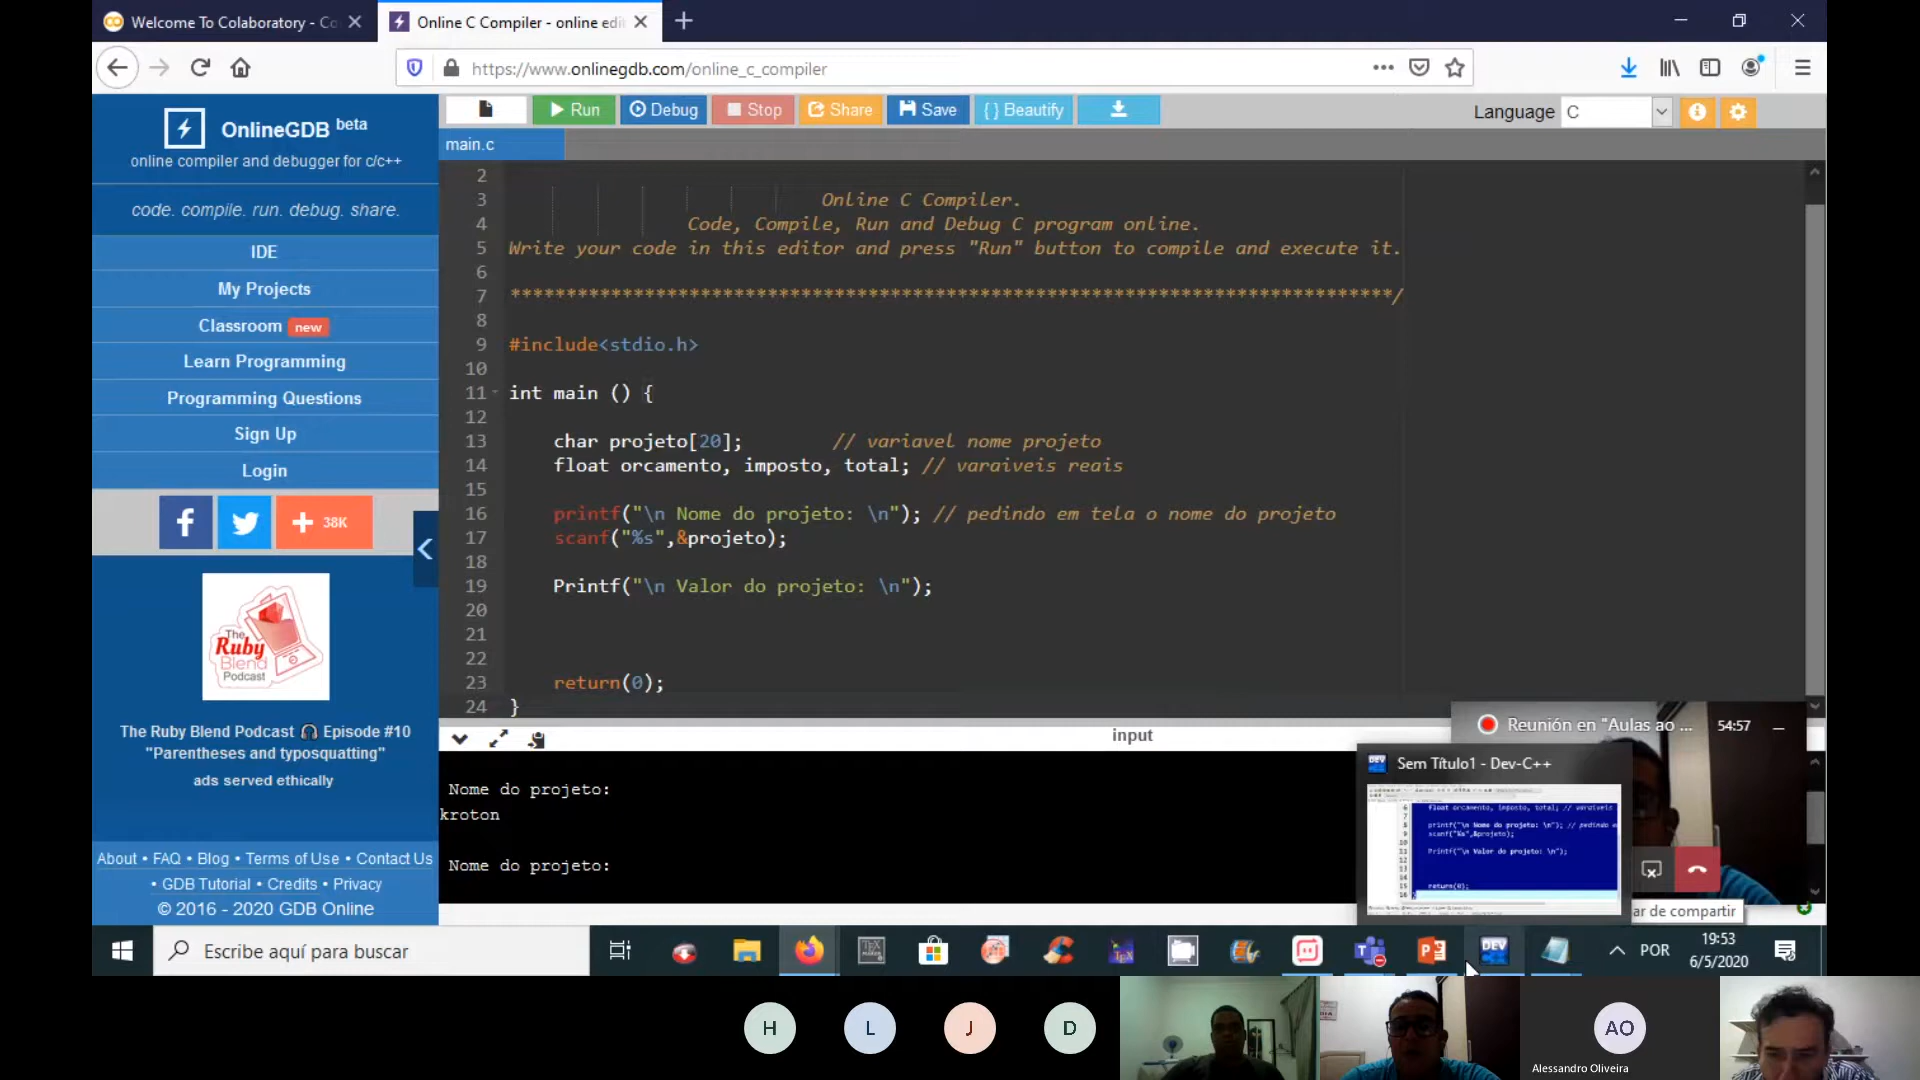 Welcome To Colaboratory - Co
Online C Compiler - online edi
https://www.onlinegdb.com/online_c_compiler
OnlineGDB beta
online compiler and debugger for c/c++
code. compile. run. debug. share.
IDE
My Projects
Classroom new
Learn Programming
Programming Questions
Sign Up
Login
38K
The Ruby Blend Podcast
The Ruby Blend Podcast 🎧 Episode #10
"Parentheses and typosquatting"
ads served ethically
About • FAQ • Blog • Terms of Use • Contact Us
• GDB Tutorial • Credits • Privacy
© 2016 - 2020 GDB Online
Run Debug Stop Share Save { } Beautify
Language C
main.c
2
3 Online C Compiler.
4 Code, Compile, Run and Debug C program online.
5 Write your code in this editor and press "Run" button to compile and execute it.
6
7 *******************************************************************************/
8
9 #include<stdio.h>
10
11 int main () {
12
13 char projeto[20]; // variavel nome projeto
14 float orcamento, imposto, total; // varaiveis reais
15
16 printf("\n Nome do projeto: \n"); // pedindo em tela o nome do projeto
17 scanf("%s",&projeto);
18
19 Printf("\n Valor do projeto: \n");
20
21
22
23 return(0);
24 }
input
Nome do projeto:
kroton
Nome do projeto:
Reunión en "Aulas ao ... 54:57
Sem Título1 - Dev-C++
float orcamento, imposto, total; // varaiveis
printf("\n Nome do projeto: \n"); // pedindo
scanf("%s",&projeto);
Printf("\n Valor do projeto: \n");
return(0);
ar de compartir
Escribe aquí para buscar
DEV
POR
19:53
6/5/2020
H
L
J
D
AO
Alessandro Oliveira